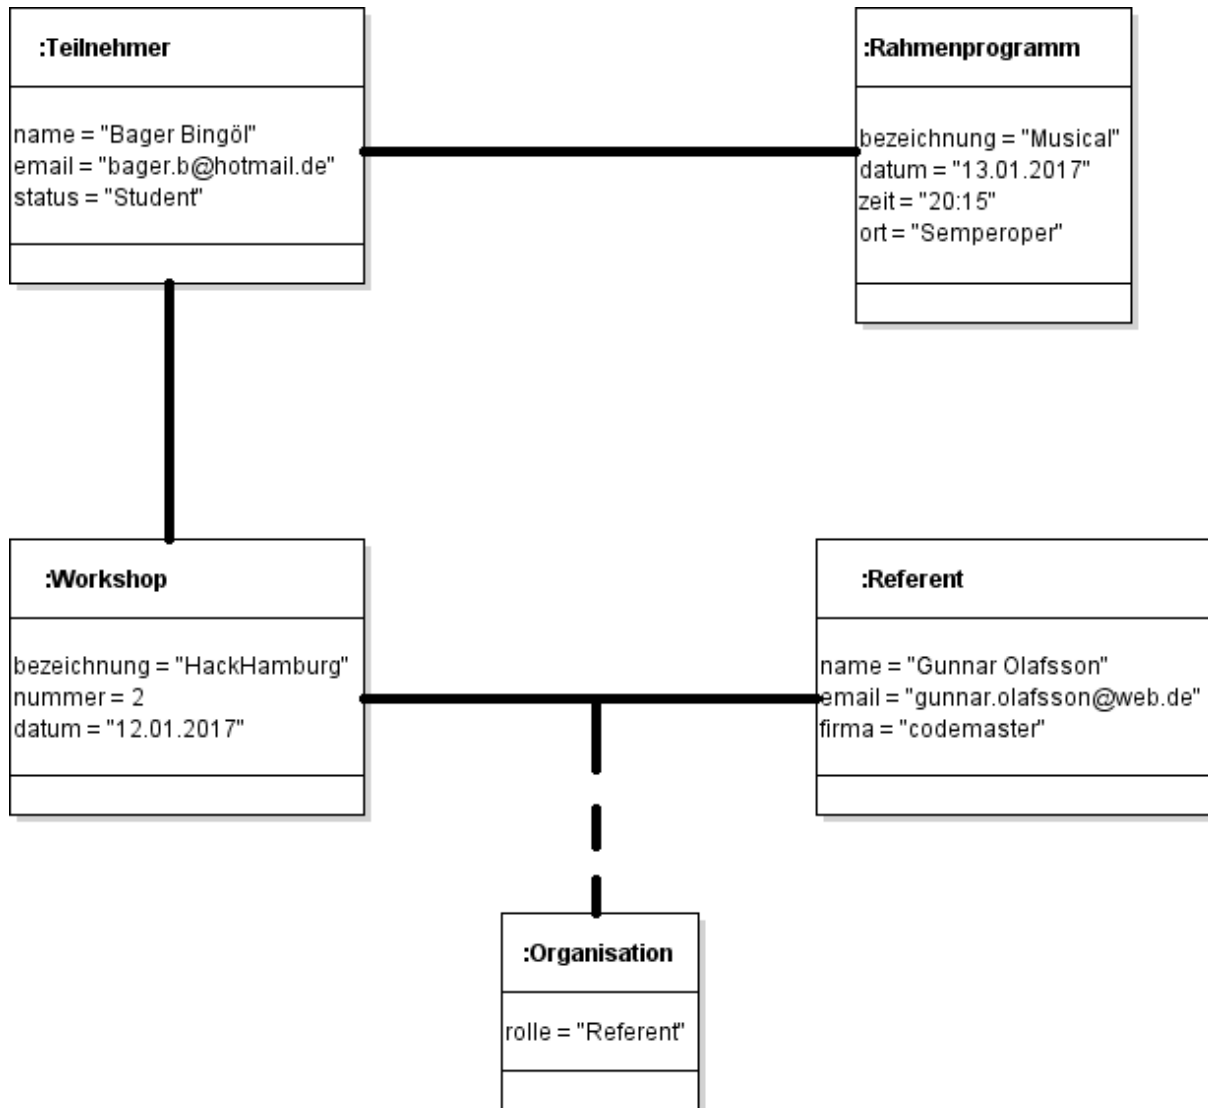 :Teilnehmer
name = "Bager Bingöl"
email = "bager.b@hotmail.de"
status = "Student"
:Rahmenprogramm
bezeichnung = "Musical"
datum = "13.01.2017"
zeit = "20:15"
ort = "Semperoper"
:Workshop
bezeichnung = "HackHamburg"
nummer = 2
datum = "12.01.2017"
:Referent
name = "Gunnar Olafsson"
email = "gunnar.olafsson@web.de"
firma = "codemaster"
:Organisation
rolle = "Referent"